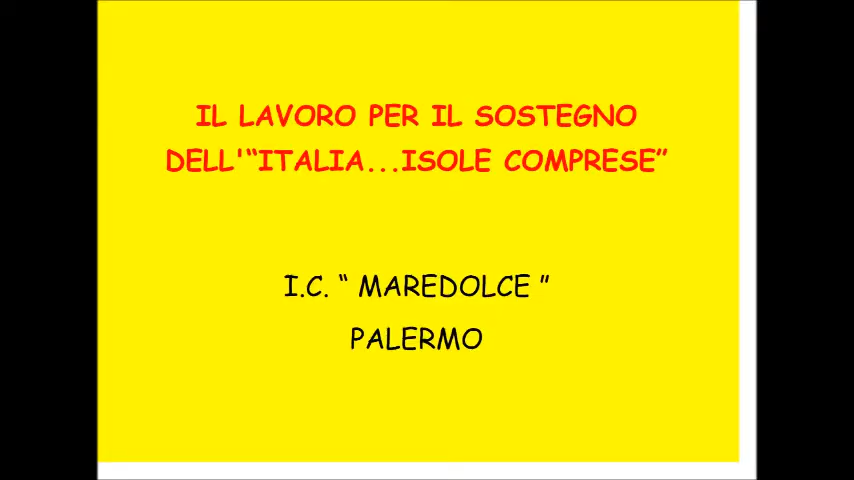 IL LAVORO PER IL SOSTEGNO
DELL'“ITALIA...ISOLE COMPRESE”
I.C. “ MAREDOLCE ”
PALERMO